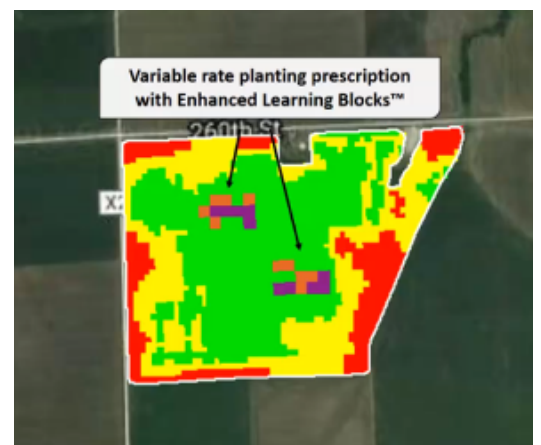 Variable rate planting prescription
with Enhanced Learning Blocks™
260th St